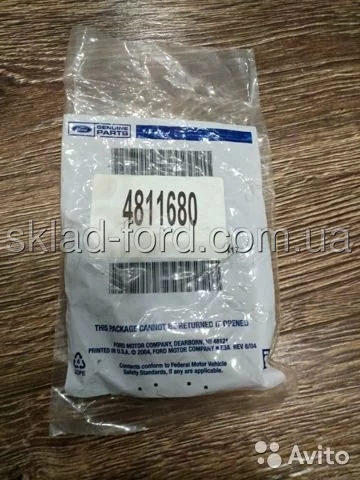 Ford GENUINE PARTS
4811680
sklad-ford.com.ua
THIS PACKAGE CANNOT BE RETURNED IF OPENED
FORD MOTOR COMPANY, DEARBORN, MI 48121
PRINTED IN U.S.A. © 2004, FORD MOTOR COMPANY E3A REV 8/04
Contents conform to Federal Motor Vehicle
Safety Standards, if any are applicable.
Avito